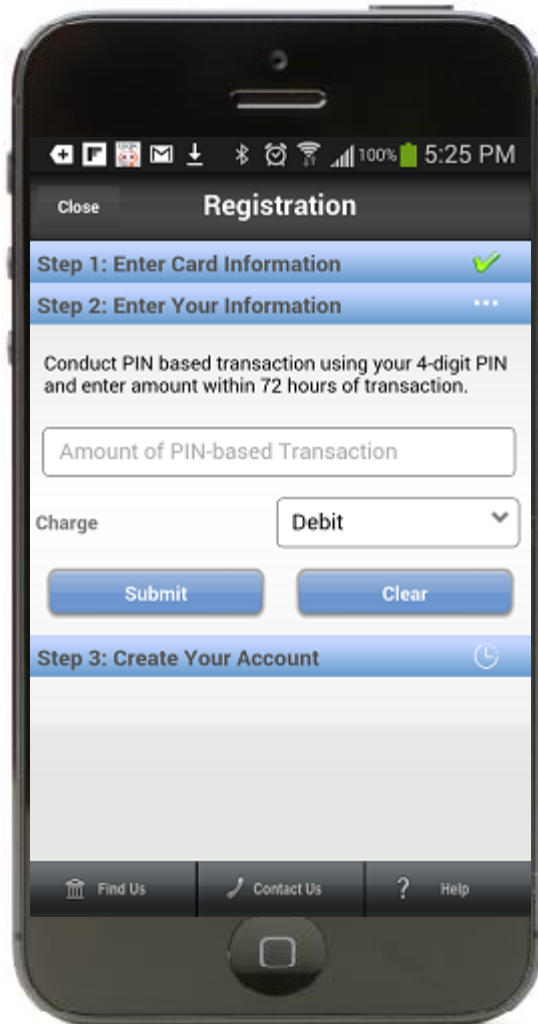 100% 5:25 PM
Close Registration
Step 1: Enter Card Information
Step 2: Enter Your Information
Conduct PIN based transaction using your 4-digit PIN
and enter amount within 72 hours of transaction.
Amount of PIN-based Transaction
Charge Debit
Submit Clear
Step 3: Create Your Account
Find Us Contact Us ? Help